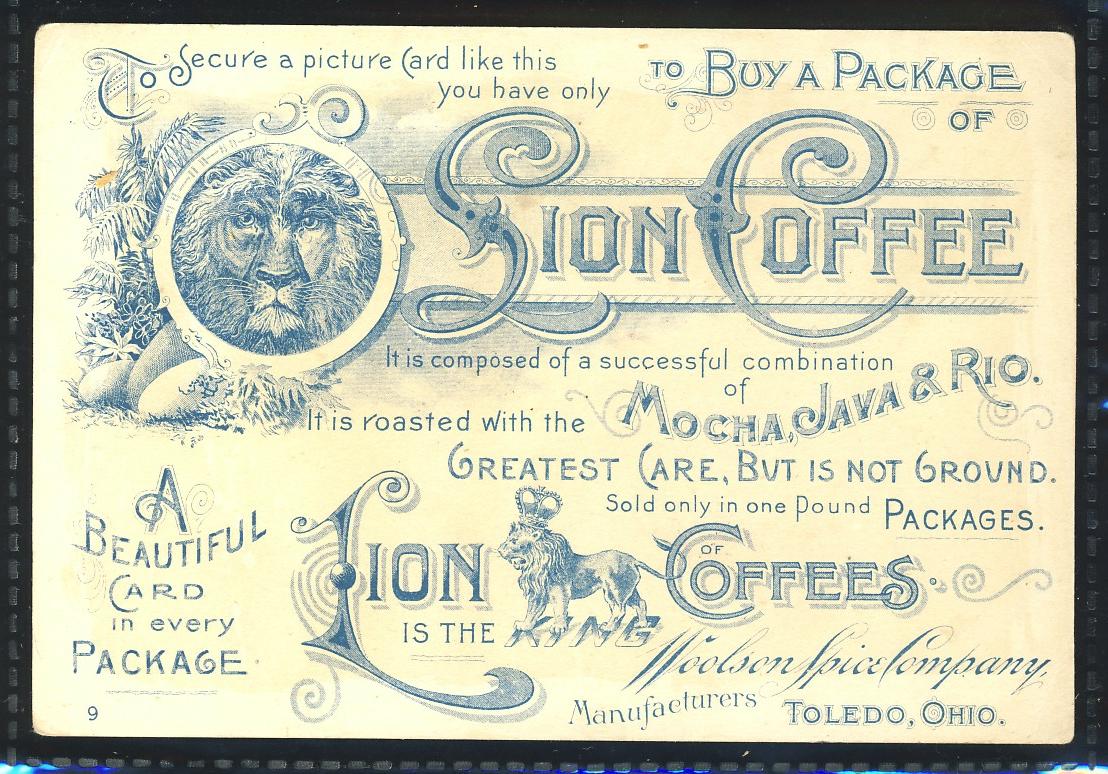 To Secure a picture Card like this
you have only
TO BUY A PACKAGE
OF
LION COFFEE
It is composed of a successful combination
of
MOCHA, JAVA & RIO.
It is roasted with the
GREATEST CARE, BUT IS NOT GROUND.
Sold only in one Pound PACKAGES.
A
BEAUTIFUL
CARD
in every
PACKAGE.
LION
IS THE KING
OF
COFFEES.
Woolson Spice Company,
Manufacturers TOLEDO, OHIO.
9